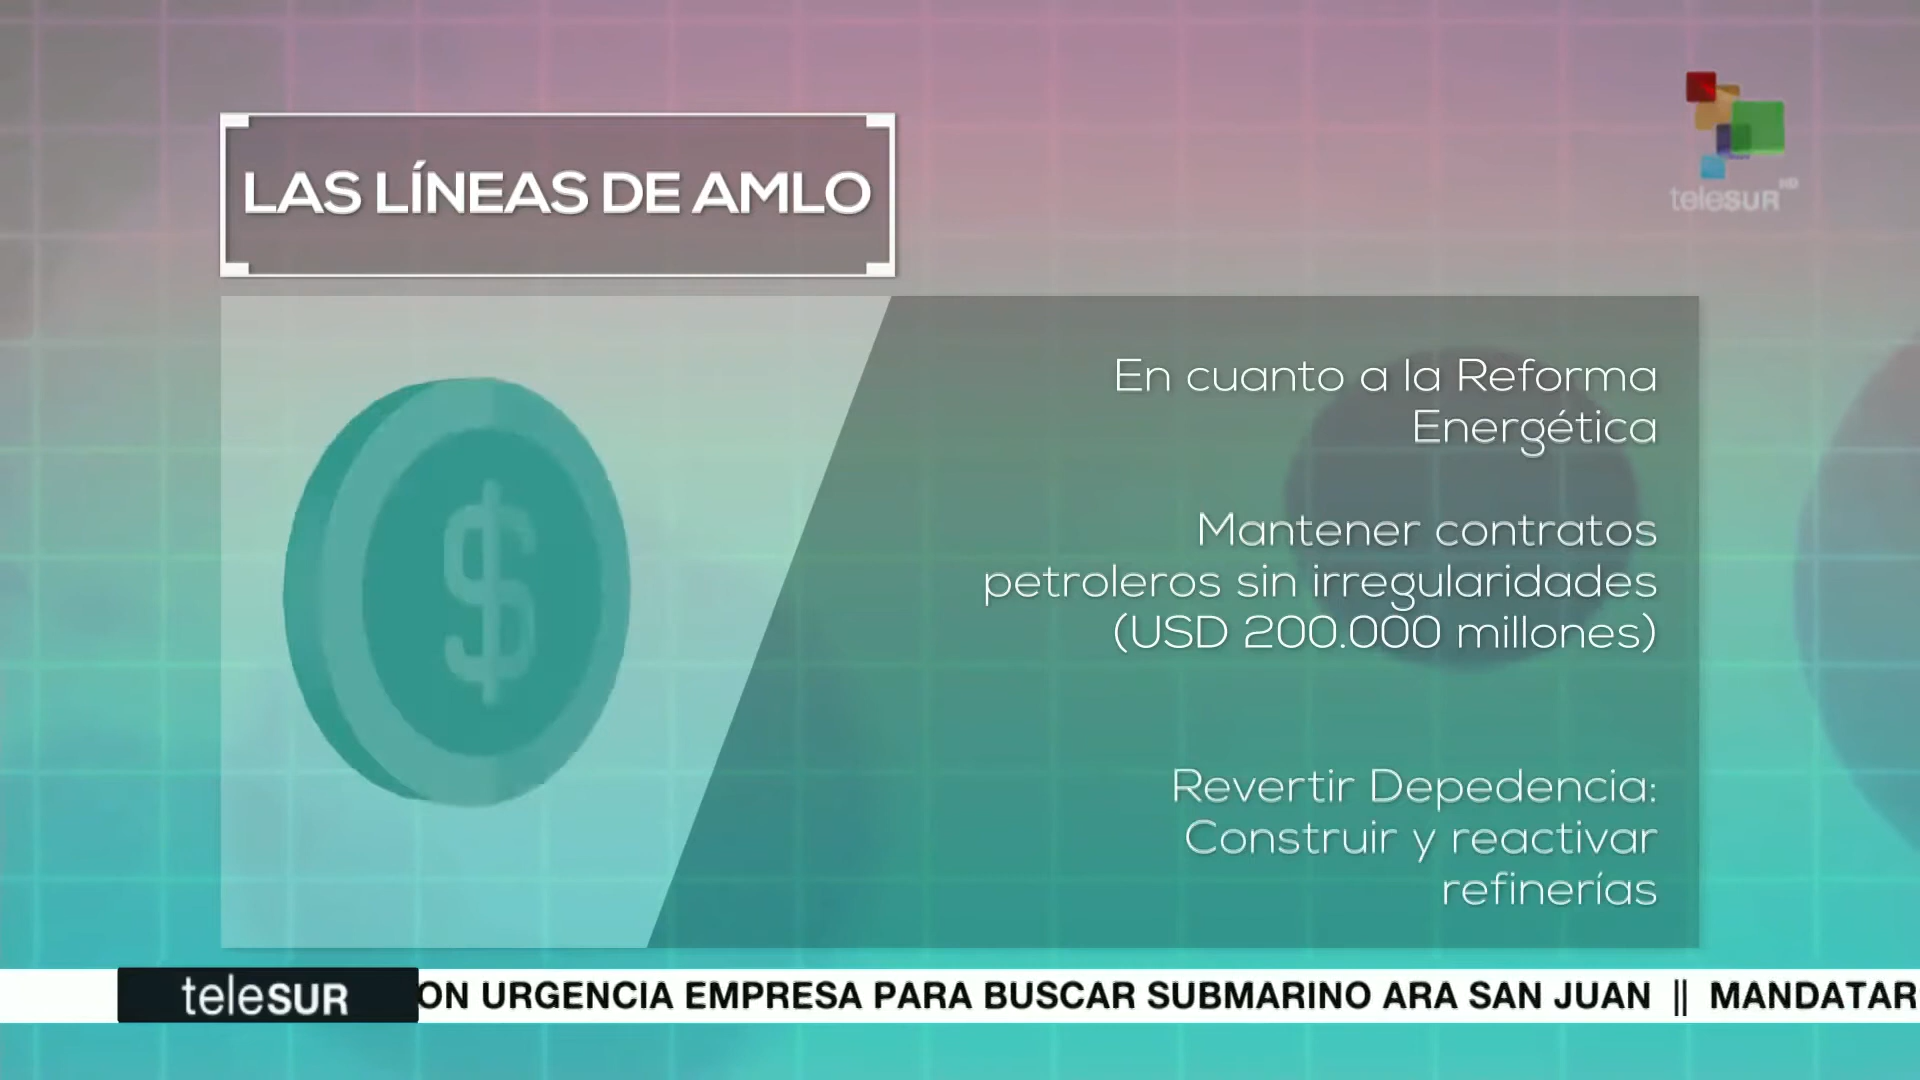 LAS LÍNEAS DE AMLO
teleSUR HD
$
En cuanto a la Reforma
Energética
Mantener contratos
petroleros sin irregularidades
(USD 200.000 millones)
Revertir Depedencia:
Construir y reactivar
refinerías
teleSUR
ON URGENCIA EMPRESA PARA BUSCAR SUBMARINO ARA SAN JUAN || MANDATAR